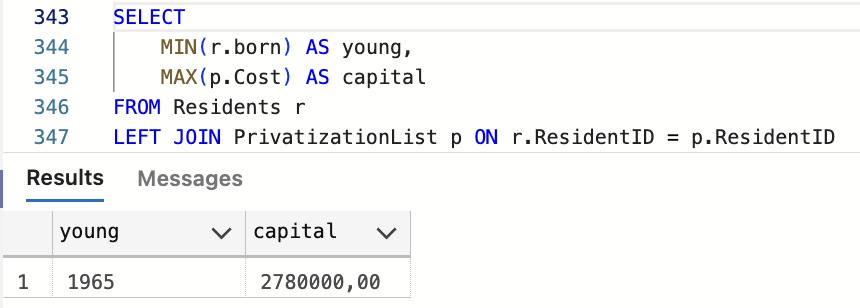 343 SELECT
344 MIN(r.born) AS young,
345 MAX(p.Cost) AS capital
346 FROM Residents r
347 LEFT JOIN PrivatizationList p ON r.ResidentID = p.ResidentID
Results Messages
young capital
1 1965 2780000,00